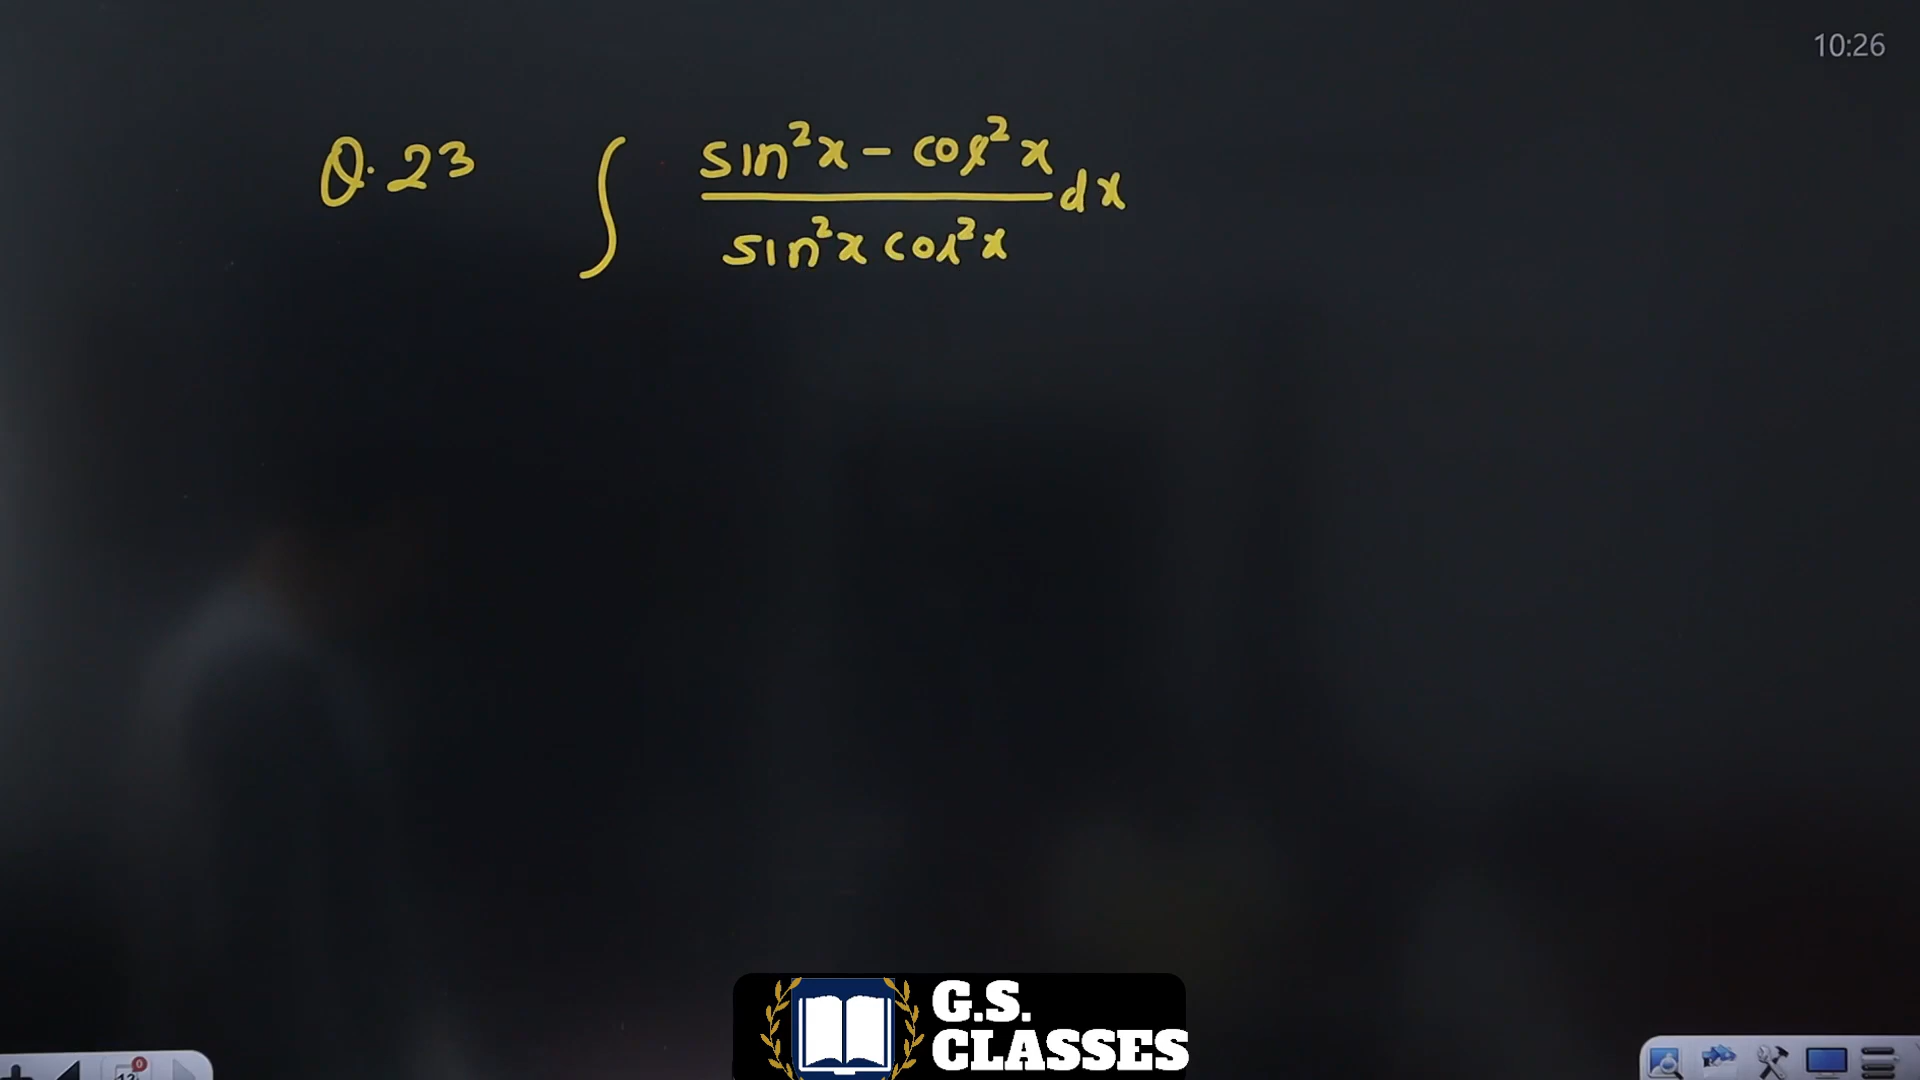 10:26
Q.23 ∫ (sin²x - cos²x)/(sin²x cos²x) dx
G.S.
CLASSES